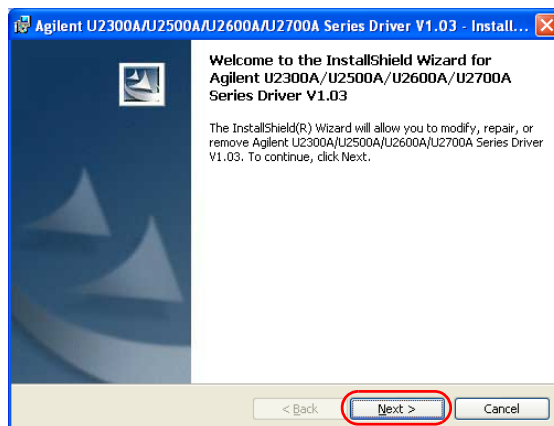 Agilent U2300A/U2500A/U2600A/U2700A Series Driver V1.03 - Install...
Welcome to the InstallShield Wizard for
Agilent U2300A/U2500A/U2600A/U2700A
Series Driver V1.03
The InstallShield(R) Wizard will allow you to modify, repair, or
remove Agilent U2300A/U2500A/U2600A/U2700A Series Driver
V1.03. To continue, click Next.
< Back Next > Cancel